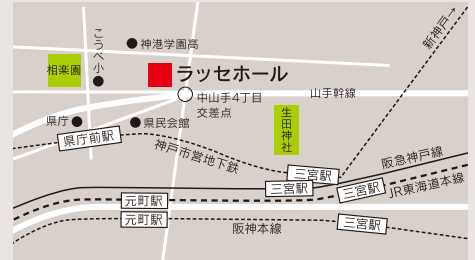 こうべ小
神港学園高
新神戸→
相楽園
ラッセホール
中山手4丁目
交差点
山手幹線
生田神社
県庁
県民会館
県庁前駅
神戸市営地下鉄
三宮駅
阪急神戸線
三宮駅
三宮駅
JR東海道本線
元町駅
元町駅
阪神本線
三宮駅